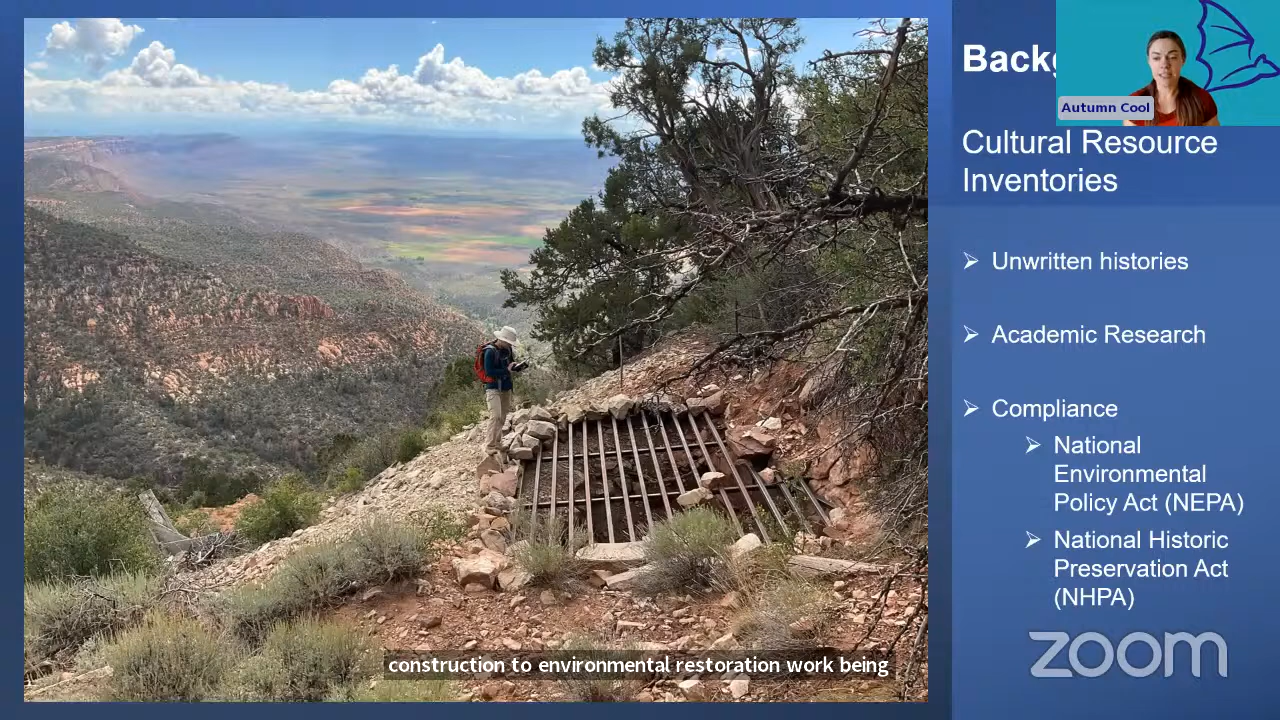 Backg
Autumn Cool
Cultural Resource
Inventories
Unwritten histories
Academic Research
Compliance
National
Environmental
Policy Act (NEPA)
National Historic
Preservation Act
(NHPA)
zoom
construction to environmental restoration work being